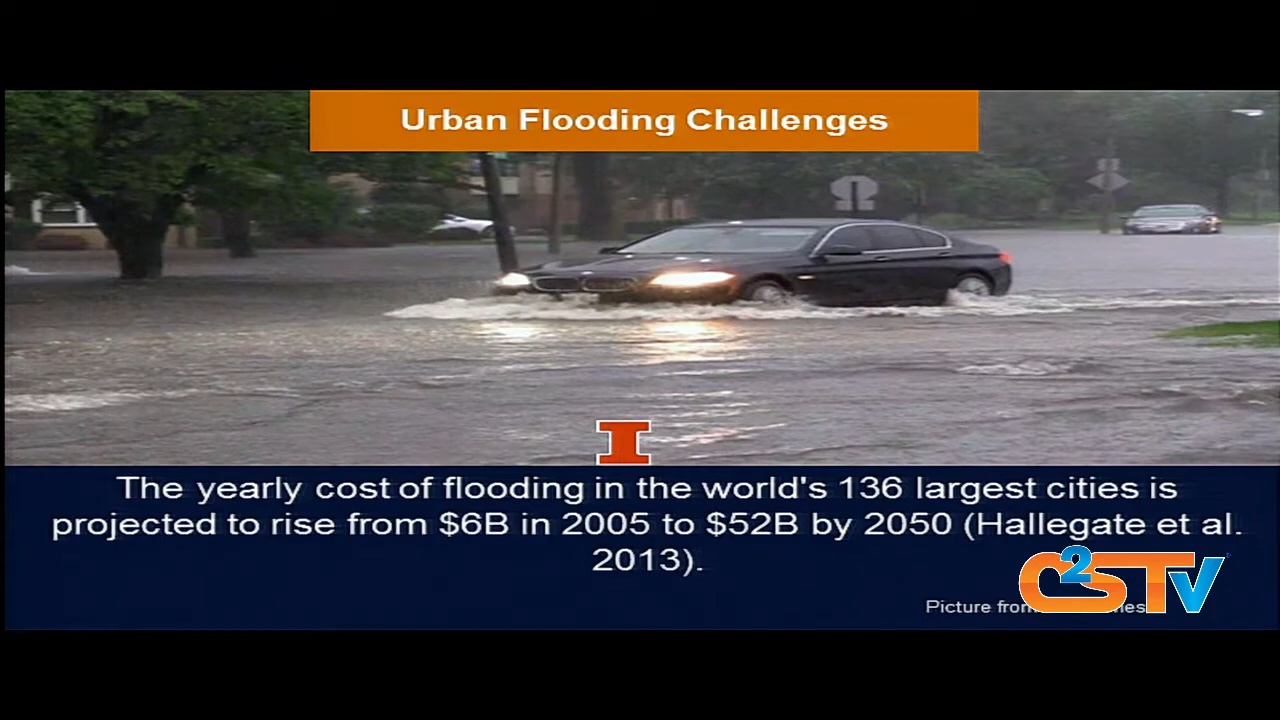 Urban Flooding Challenges
I
The yearly cost of flooding in the world's 136 largest cities is
projected to rise from $6B in 2005 to $52B by 2050 (Hallegate et al.
2013).
Picture from
C2STV